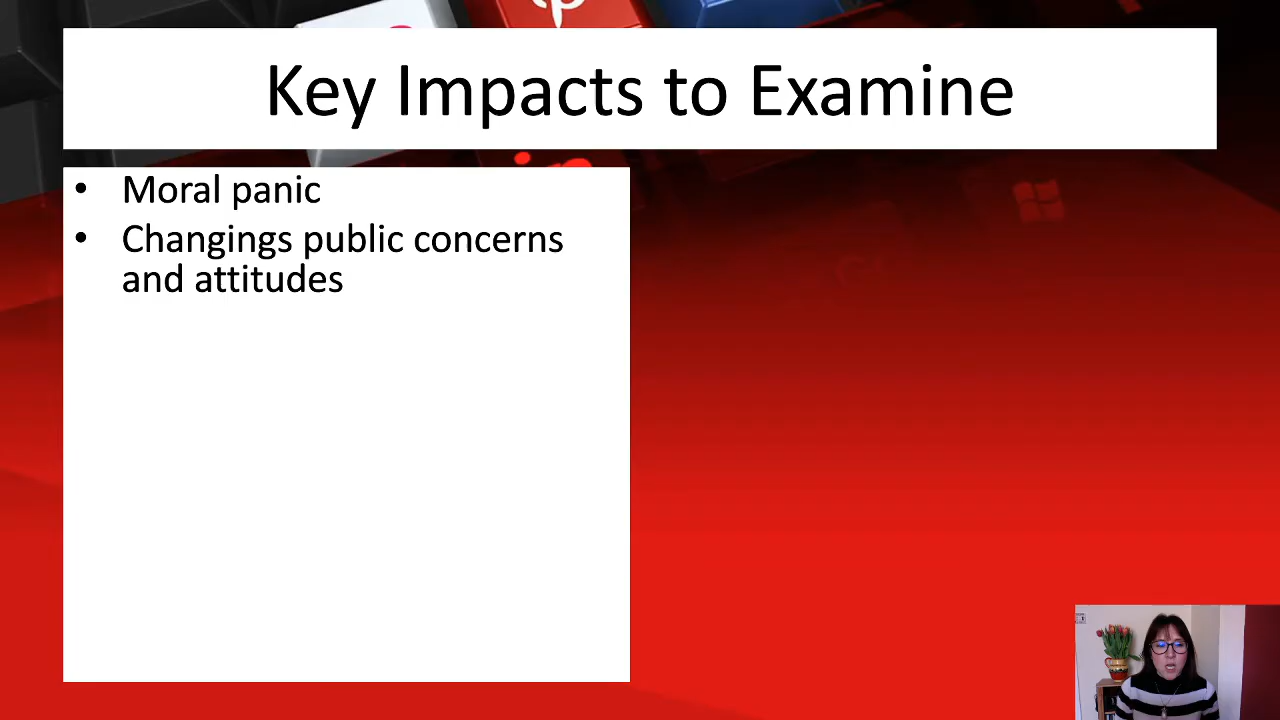 Key Impacts to Examine
• Moral panic
• Changings public concerns
and attitudes